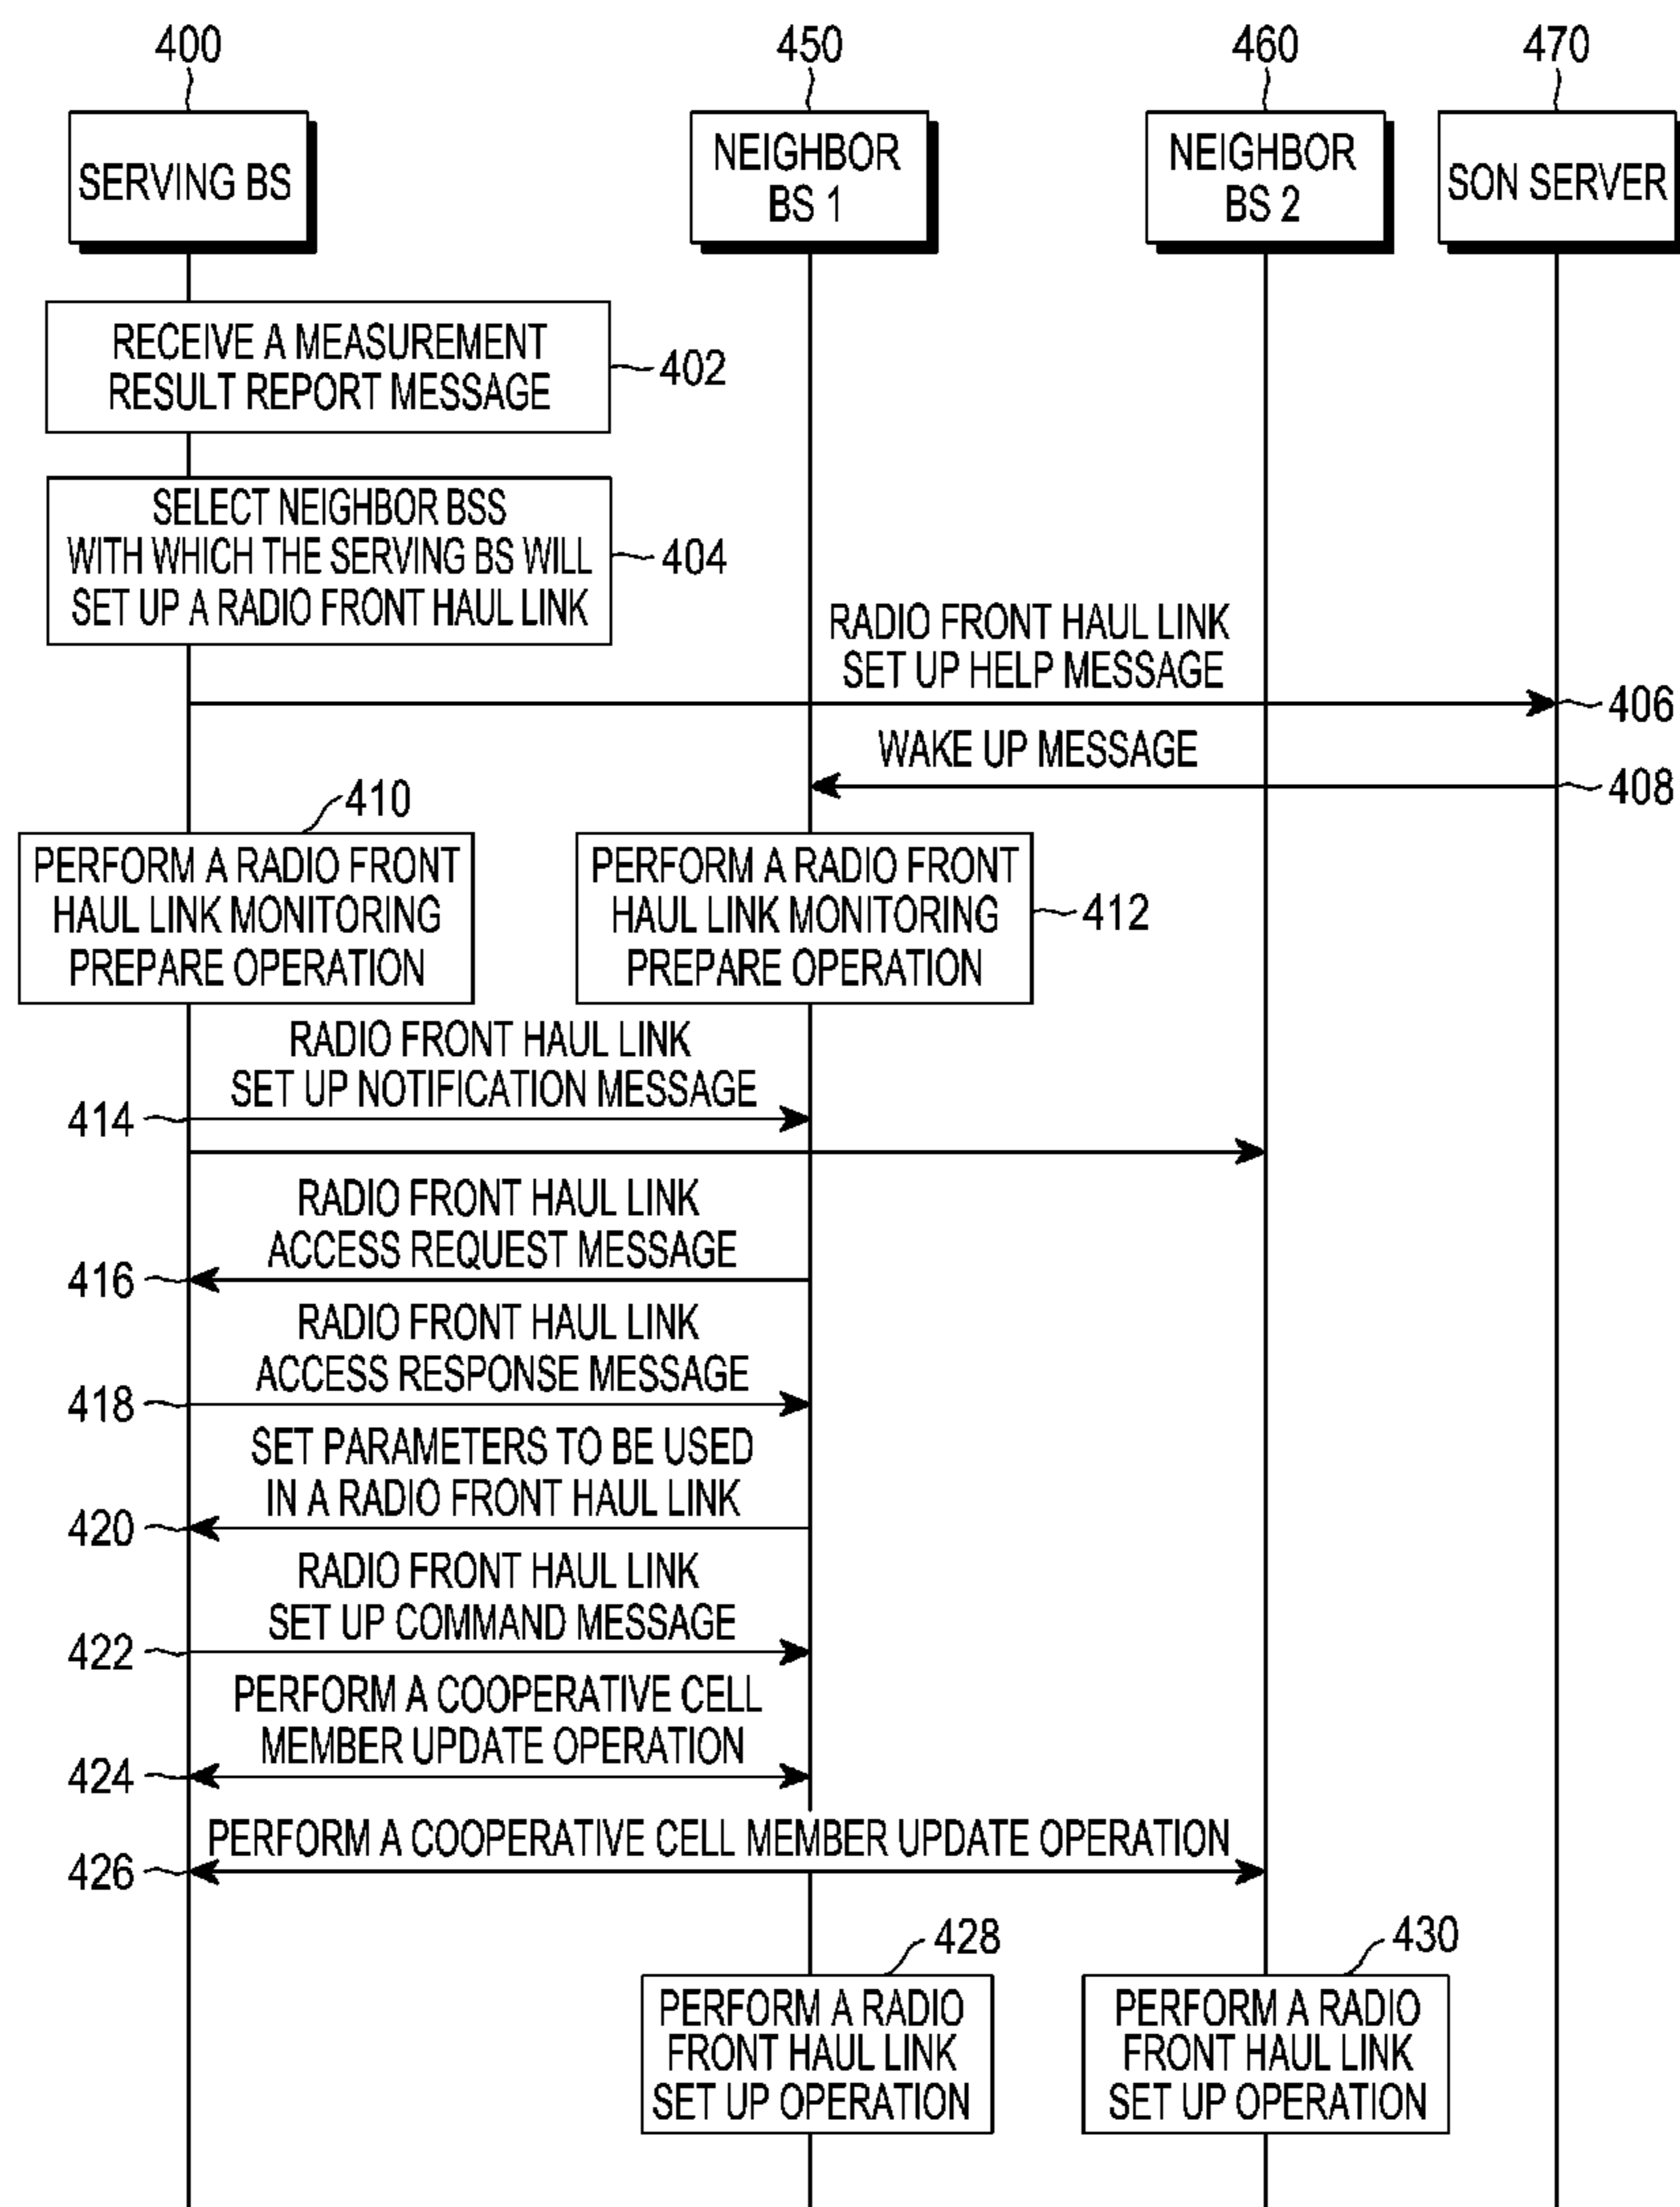 400
450
460
470
SERVING BS
NEIGHBOR
BS 1
NEIGHBOR
BS 2
SON SERVER
RECEIVE A MEASUREMENT
RESULT REPORT MESSAGE
402
SELECT NEIGHBOR BSS
WITH WHICH THE SERVING BS WILL
SET UP A RADIO FRONT HAUL LINK
404
RADIO FRONT HAUL LINK
SET UP HELP MESSAGE
406
WAKE UP MESSAGE
408
410
PERFORM A RADIO FRONT
HAUL LINK MONITORING
PREPARE OPERATION
PERFORM A RADIO FRONT
HAUL LINK MONITORING
PREPARE OPERATION
412
RADIO FRONT HAUL LINK
SET UP NOTIFICATION MESSAGE
414
RADIO FRONT HAUL LINK
ACCESS REQUEST MESSAGE
416
RADIO FRONT HAUL LINK
ACCESS RESPONSE MESSAGE
418
SET PARAMETERS TO BE USED
IN A RADIO FRONT HAUL LINK
420
RADIO FRONT HAUL LINK
SET UP COMMAND MESSAGE
422
PERFORM A COOPERATIVE CELL
MEMBER UPDATE OPERATION
424
PERFORM A COOPERATIVE CELL MEMBER UPDATE OPERATION
426
428
430
PERFORM A RADIO
FRONT HAUL LINK
SET UP OPERATION
PERFORM A RADIO
FRONT HAUL LINK
SET UP OPERATION